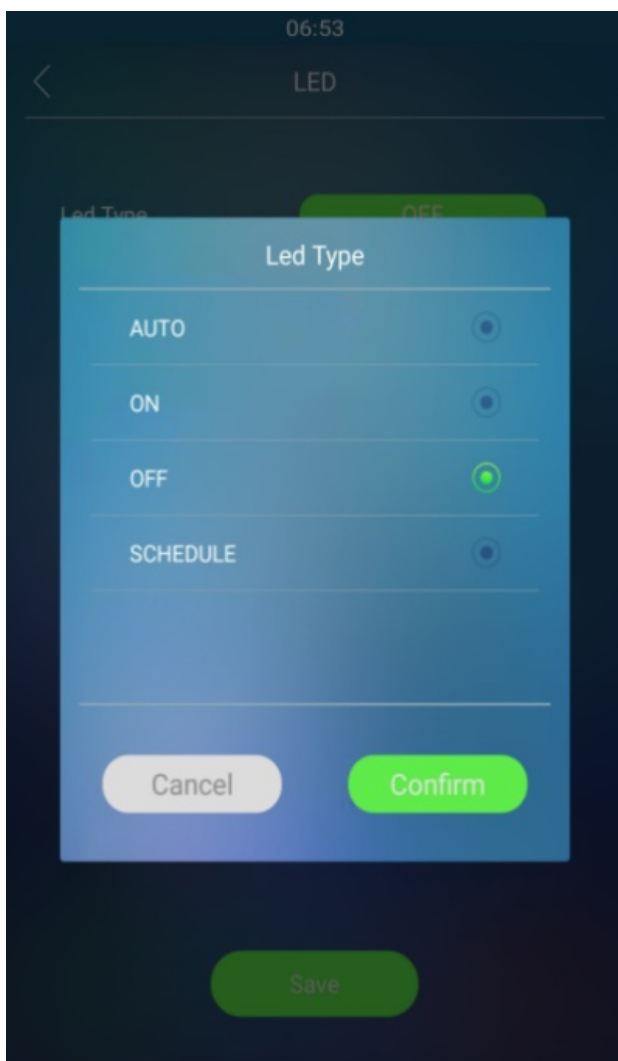 06:53
LED
Led Type
OFF
Led Type
AUTO
ON
OFF
SCHEDULE
Cancel
Confirm
Save